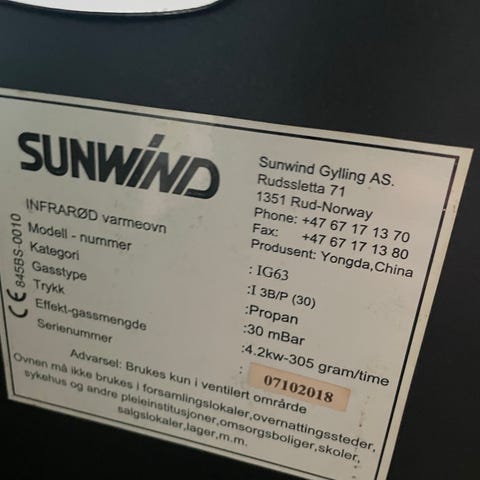 SUNWIND
Sunwind Gylling AS.
Rudssletta 71
1351 Rud-Norway
Phone: +47 67 17 13 70
Fax: +47 67 17 13 80
Produsent: Yongda,China
INFRARØD varmeovn
Modell - nummer :IG63
Kategori :I 3B/P (30)
Gasstype :Propan
Trykk :30 mBar
Effekt-gassmengde :4.2kw-305 gram/time
Serienummer : 07102018
CE 845BS-0010
Advarsel: Brukes kun i ventilert område
Ovnen må ikke brukes i forsamlingslokaler,overnattingssteder,
sykehus og andre pleieinstitusjoner,omsorgsboliger,skoler,
salgslokaler,lager,m.m.